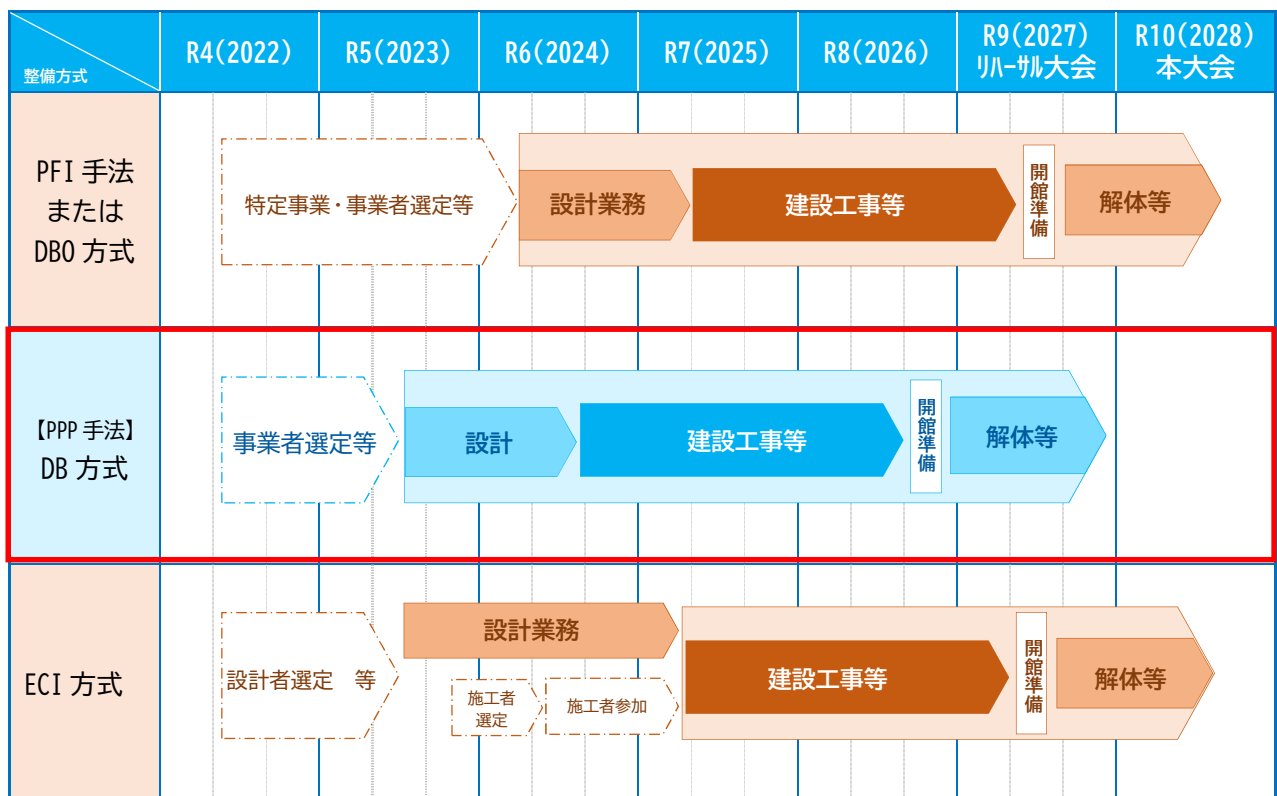 整備方式
R4(2022)
R5(2023)
R6(2024)
R7(2025)
R8(2026)
R9(2027)
ﾘﾊｰｻﾙ大会
R10(2028)
本大会
PFI 手法
または
DBO 方式
特定事業・事業者選定等
設計業務
建設工事等
開館準備
解体等
【PPP 手法】
DB 方式
事業者選定等
設計
建設工事等
開館準備
解体等
ECI 方式
設計者選定　等
設計業務
施工者
選定
施工者参加
建設工事等
開館準備
解体等